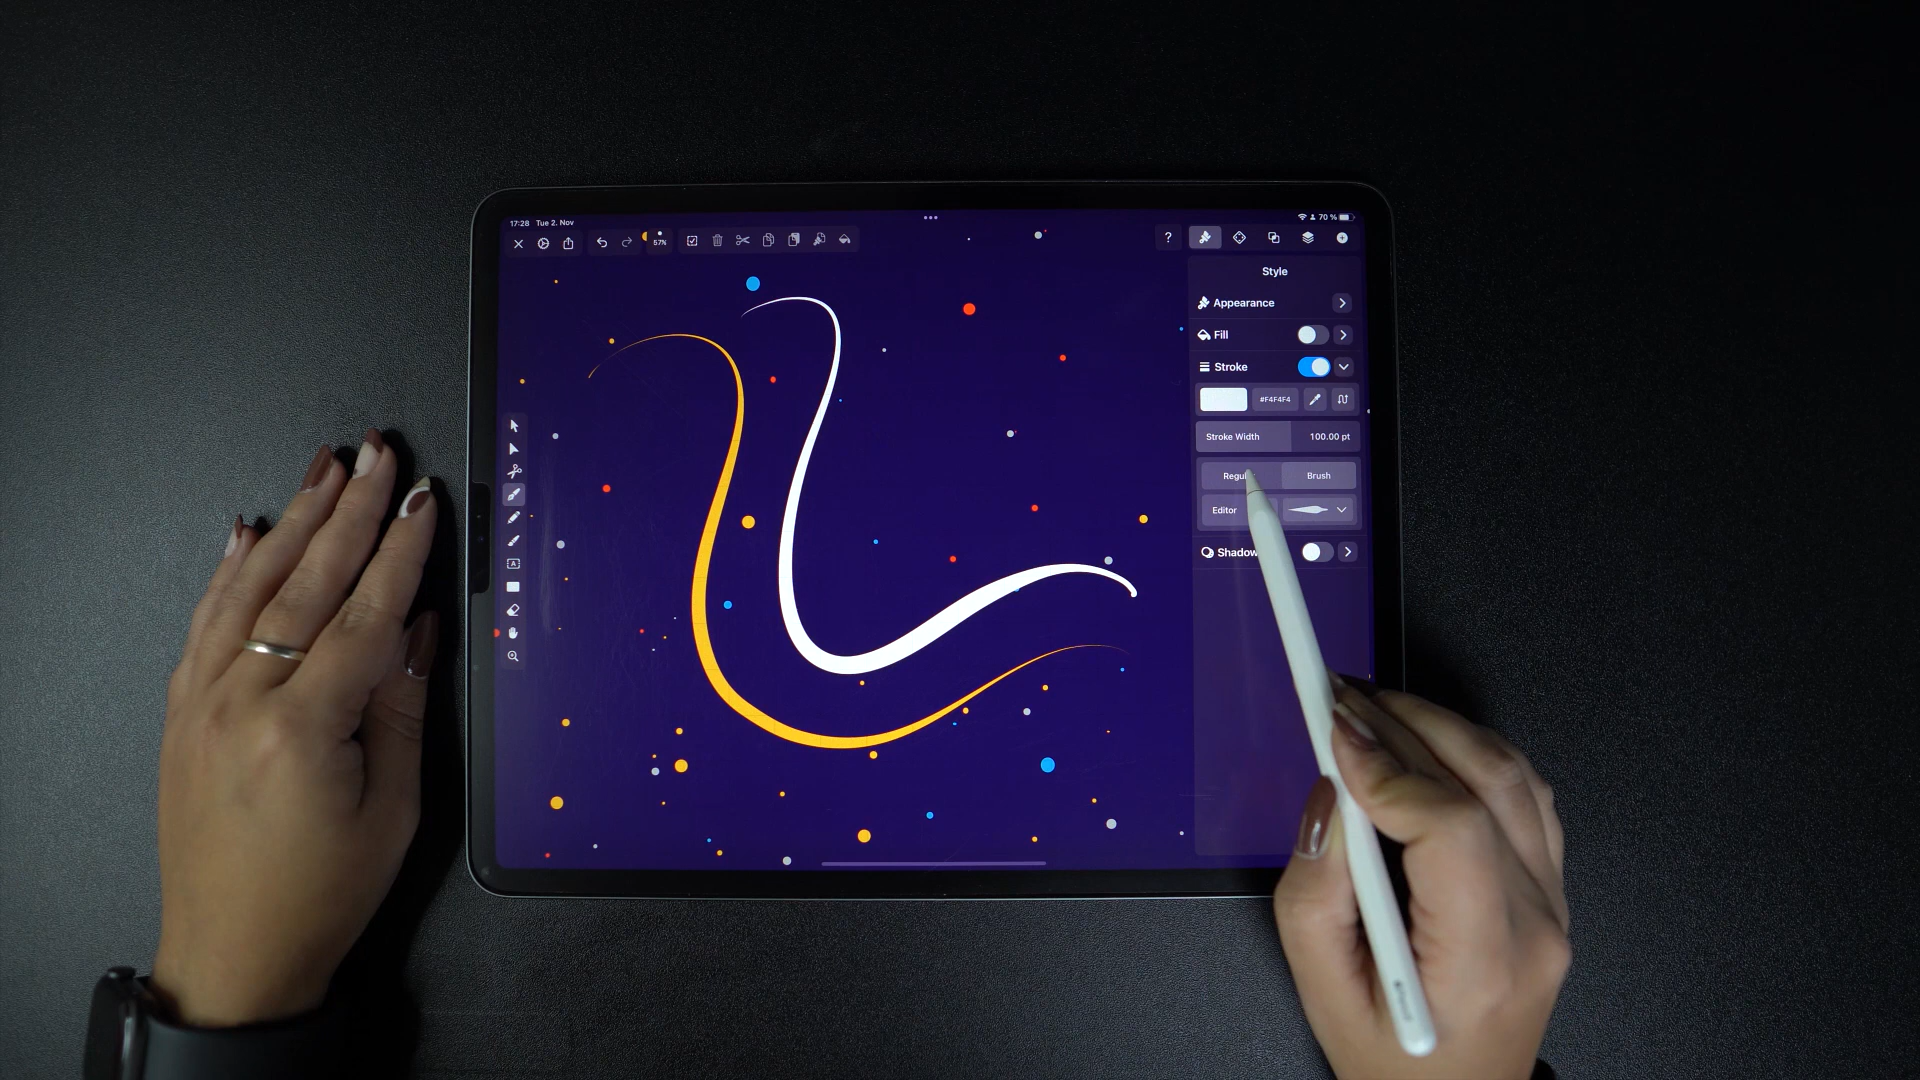 17:28 Tue 2. Nov
70 %
57%
?
Style
Appearance
Fill
Stroke
#F4F4F4
Stroke Width 100.00 pt
Brush
Editor
A
Shadow